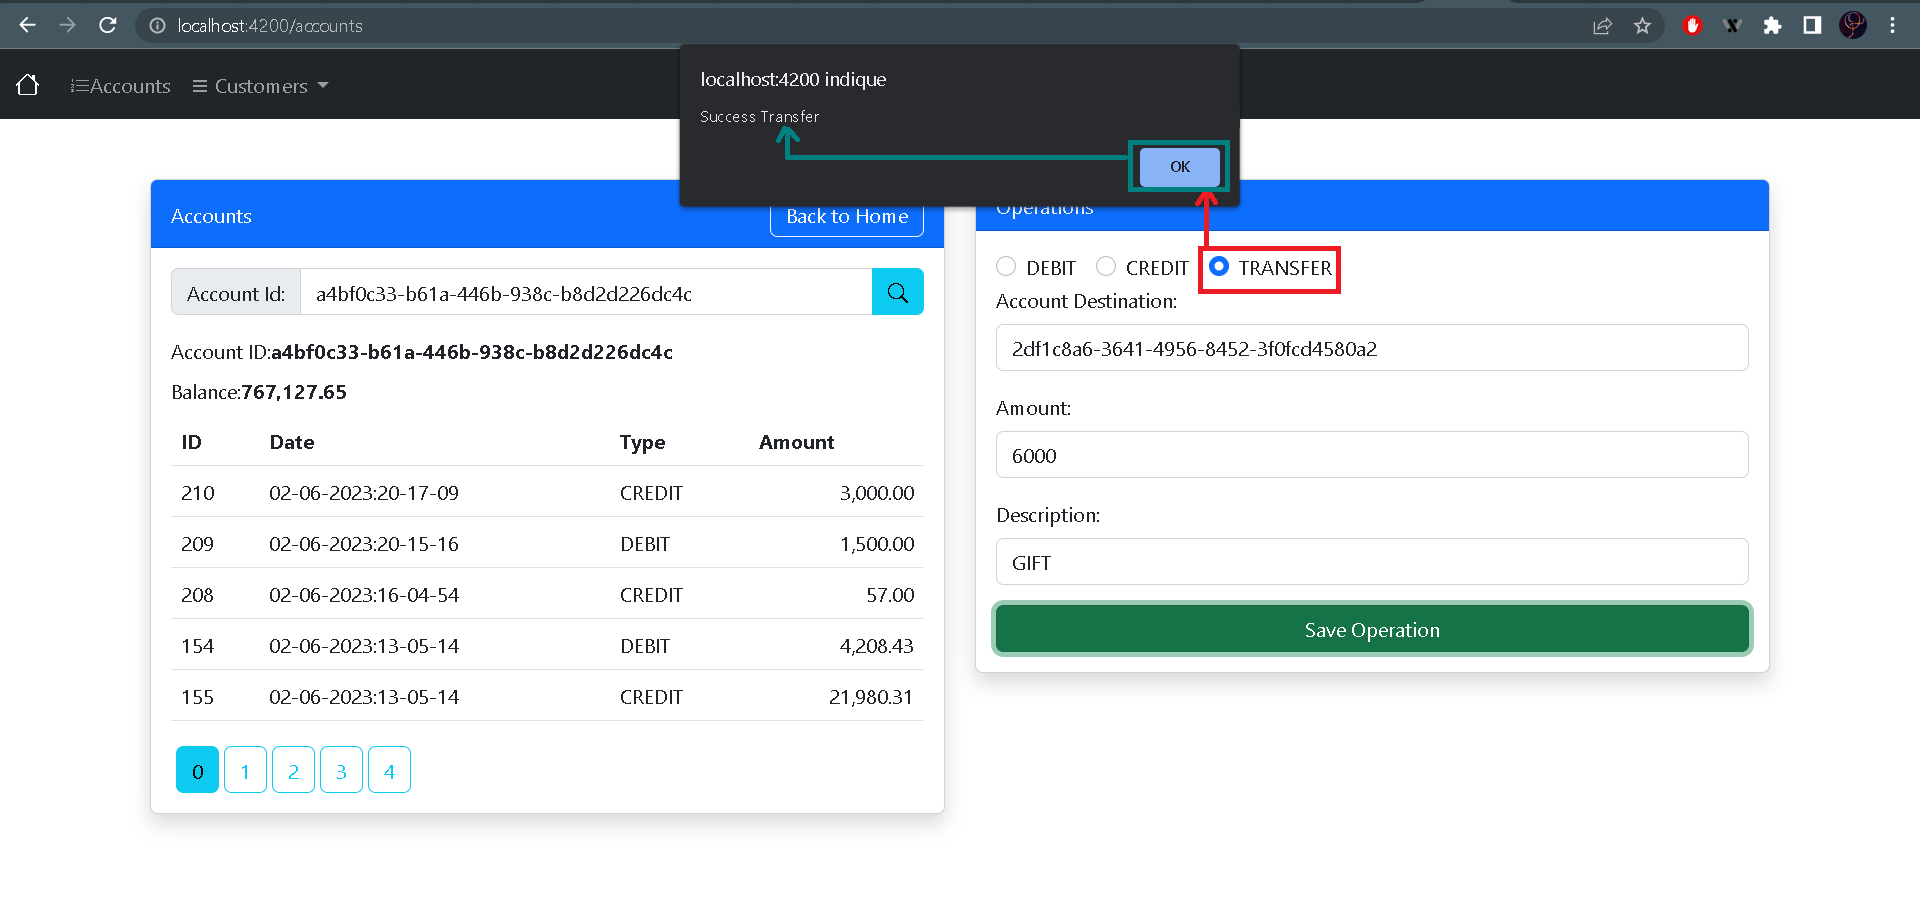 localhost:4200/accounts
Accounts
Customers
localhost:4200 indique
Success Transfer
OK
Accounts
Back to Home
Account Id:
a4bf0c33-b61a-446b-938c-b8d2d226dc4c
Account ID:a4bf0c33-b61a-446b-938c-b8d2d226dc4c
Balance:767,127.65
ID Date Type Amount
210 02-06-2023:20-17-09 CREDIT 3,000.00
209 02-06-2023:20-15-16 DEBIT 1,500.00
208 02-06-2023:16-04-54 CREDIT 57.00
154 02-06-2023:13-05-14 DEBIT 4,208.43
155 02-06-2023:13-05-14 CREDIT 21,980.31
0 1 2 3 4
Operations
DEBIT CREDIT TRANSFER
Account Destination:
2df1c8a6-3641-4956-8452-3f0fcd4580a2
Amount:
6000
Description:
GIFT
Save Operation